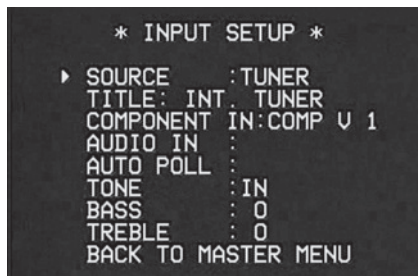 * INPUT SETUP *
SOURCE :TUNER
TITLE: INT. TUNER
COMPONENT IN:COMP V 1
AUDIO IN :
AUTO POLL :
TONE :IN
BASS : 0
TREBLE : 0
BACK TO MASTER MENU